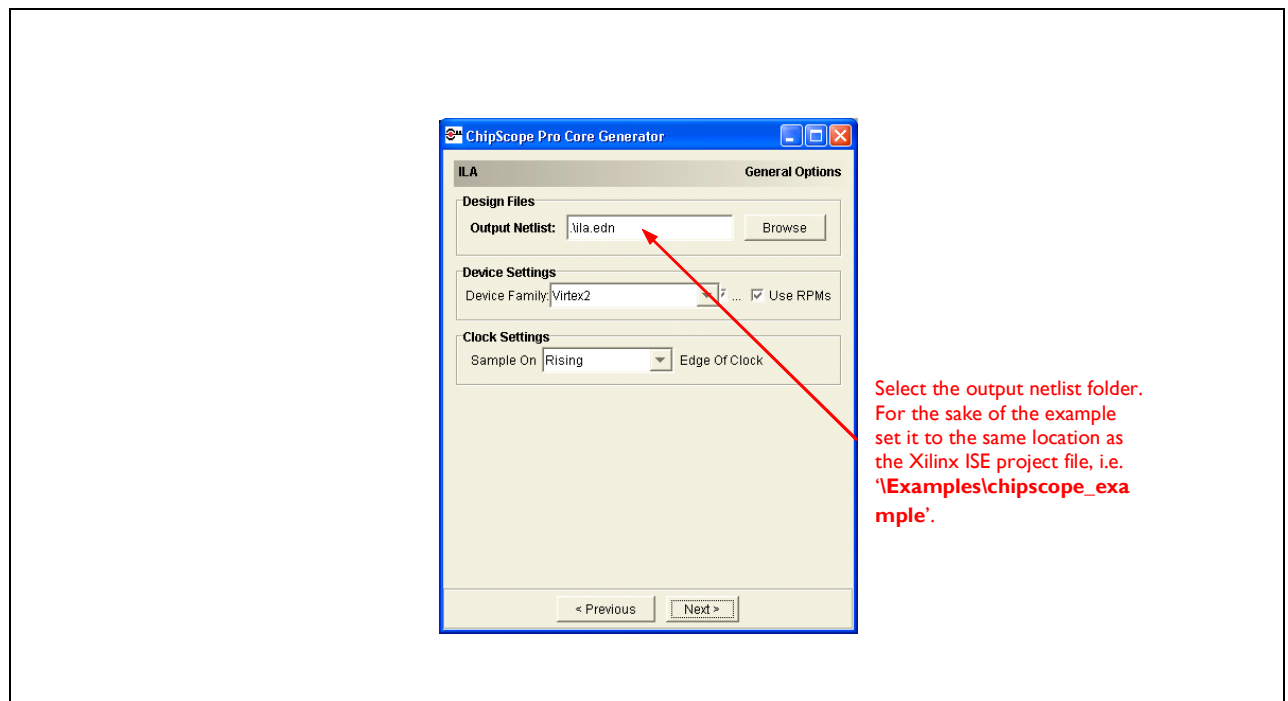 ChipScope Pro Core Generator
ILA General Options
Design Files
Output Netlist: .\ila.edn Browse
Device Settings
Device Family: Virtex2 ... Use RPMs
Clock Settings
Sample On Rising Edge Of Clock
Select the output netlist folder.
For the sake of the example
set it to the same location as
the Xilinx ISE project file, i.e.
‘\Examples\chipscope_exa
mple’.
< Previous Next >